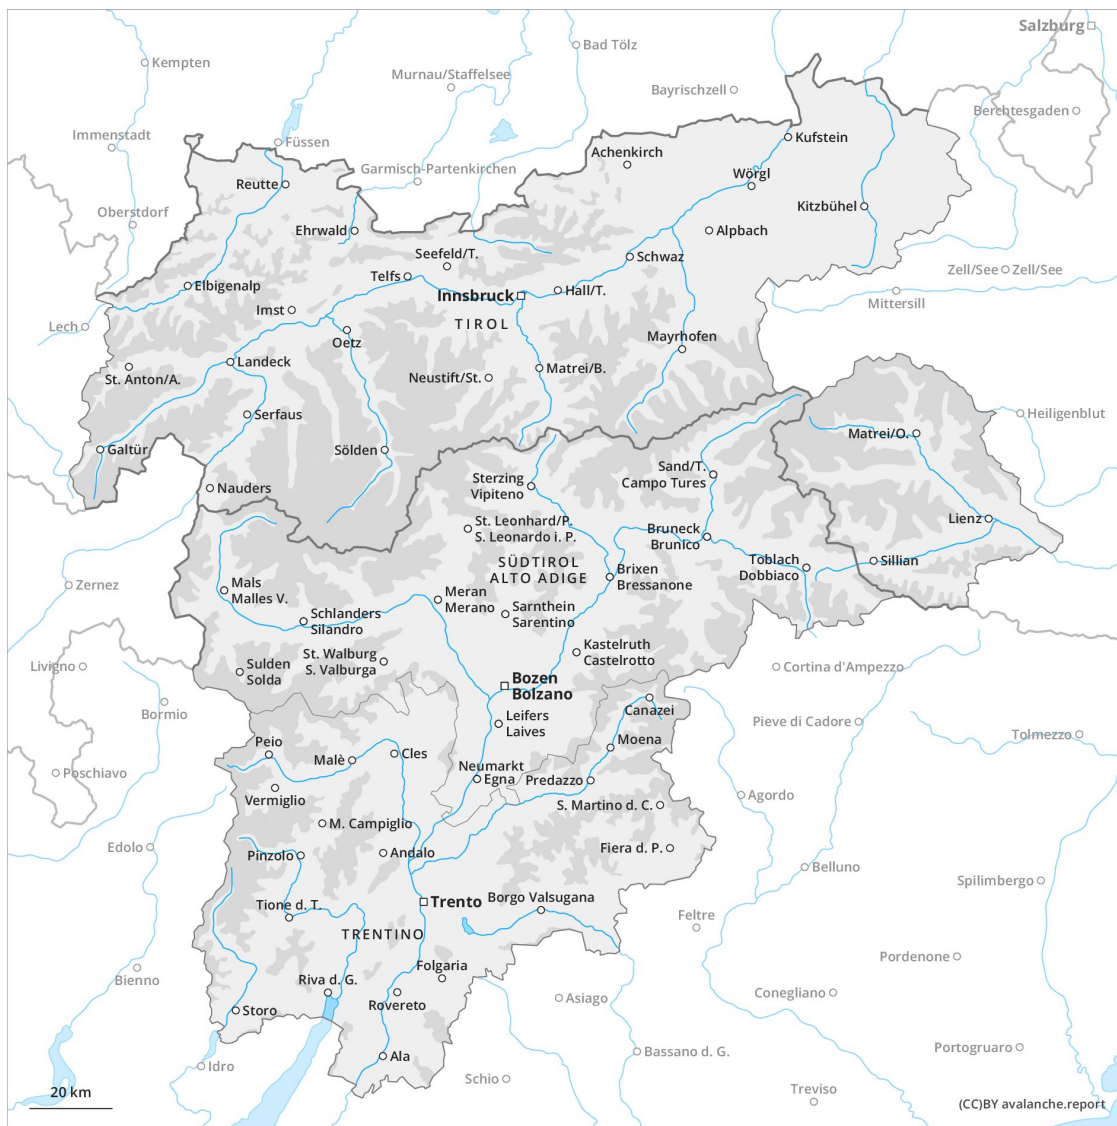 Salzburg
Bad Tölz
Kempten
Murnau/Staffelsee
Bayrischzell
Berchtesgaden
Immenstadt
Füssen
Kufstein
Achenkirch
Garmisch-Partenkirchen
Wörgl
Reutte
Kitzbühel
Oberstdorf
Ehrwald
Alpbach
Seefeld/T.
Schwaz
Zell/See
Zell/See
Telfs
Elbigenalp
Hall/T.
Innsbruck
Mittersill
Imst
TIROL
Lech
Oetz
Mayrhofen
Landeck
Matrei/B.
St. Anton/A.
Neustift/St.
Serfaus
Heiligenblut
Matrei/O.
Galtür
Sölden
Sand/T.
Campo Tures
Sterzing
Vipiteno
Nauders
St. Leonhard/P.
S. Leonardo i. P.
Lienz
Bruneck
Brunico
SÜDTIROL
ALTO ADIGE
Toblach
Dobbiaco
Sillian
Brixen
Bressanone
Zernez
Mals
Malles V.
Meran
Merano
Sarnthein
Sarentino
Schlanders
Silandro
Kastelruth
Castelrotto
St. Walburg
S. Valburga
Livigno
Sulden
Solda
Cortina d'Ampezzo
Bozen
Bolzano
Bormio
Canazei
Leifers
Laives
Pieve di Cadore
Tolmezzo
Peio
Cles
Moena
Malè
Poschiavo
Neumarkt
Egna
Predazzo
Vermiglio
Agordo
S. Martino d. C.
M. Campiglio
Edolo
Pinzolo
Andalo
Fiera d. P.
Belluno
Spilimbergo
Borgo Valsugana
Trento
Tione d. T.
Feltre
TRENTINO
Pordenone
Bienno
Folgaria
Riva d. G.
Conegliano
Rovereto
Asiago
Storo
Portogruaro
Bassano d. G.
Ala
Idro
Schio
Treviso
20 km
(CC)BY avalanche.report